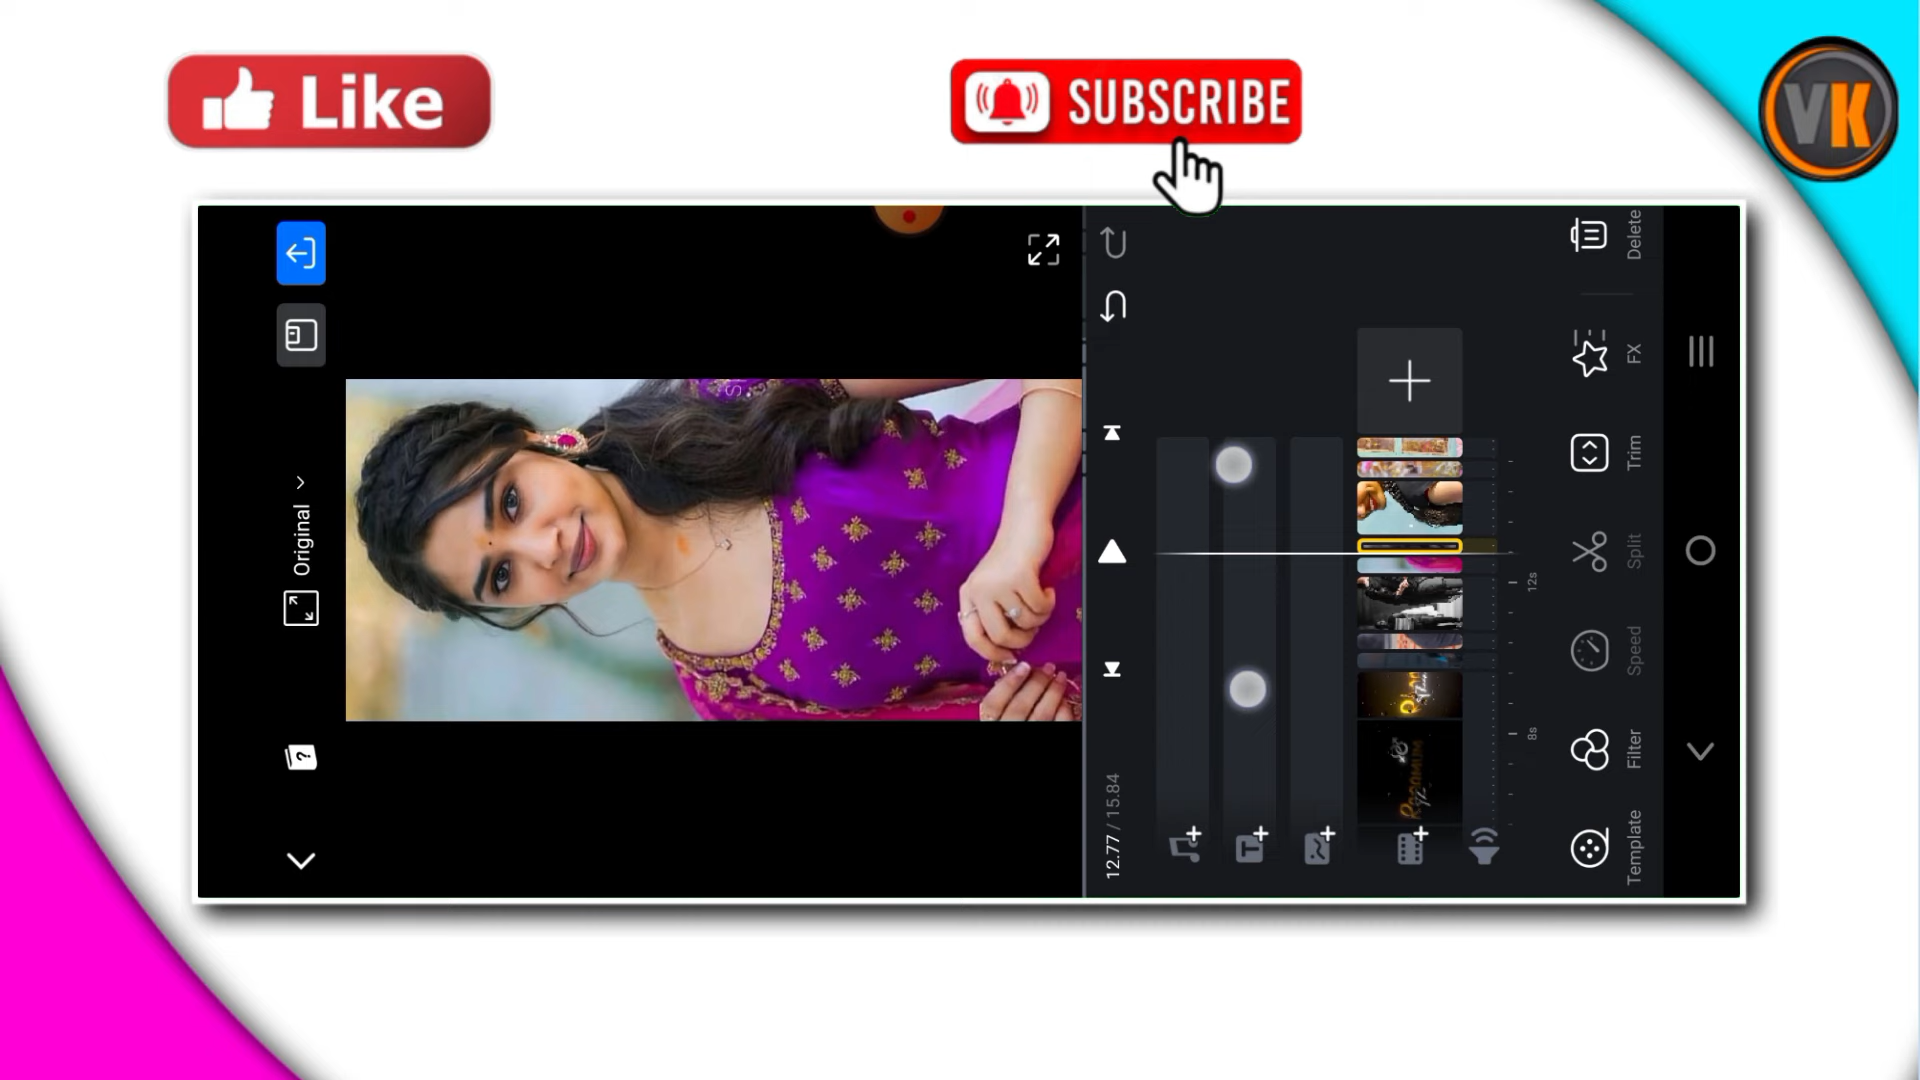 Like
SUBSCRIBE
VK
Original
12.77 / 15.84
8s
12s
Delete
FX
Trim
Split
Speed
Filter
Template